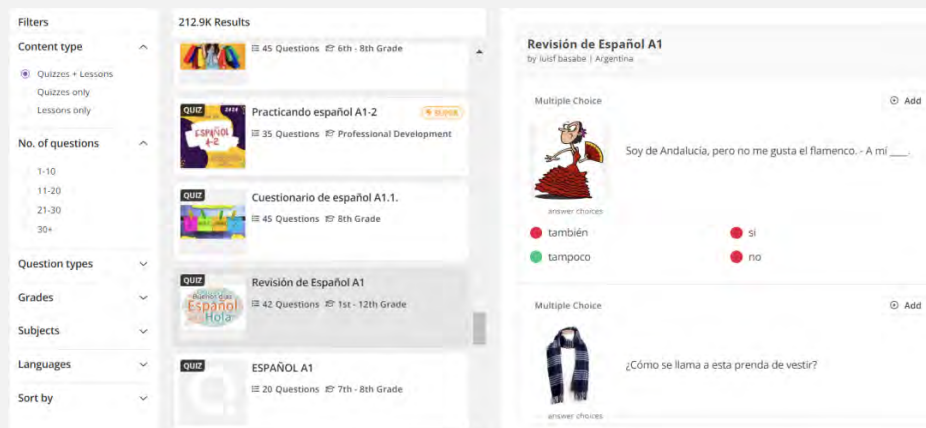 Filters
Content type
Quizzes + Lessons
Quizzes only
Lessons only
No. of questions
1-10
11-20
21-30
30+
Question types
Grades
Subjects
Languages
Sort by
212.9K Results
45 Questions 6th - 8th Grade
QUIZ
ESPAÑOL
Practicando español A1-2
35 Questions Professional Development
QUIZ
Cuestionario de español A1.1.
45 Questions 8th Grade
QUIZ
Español
Hola
Revisión de Español A1
42 Questions 1st - 12th Grade
QUIZ
ESPAÑOL A1
20 Questions 7th - 8th Grade
Revisión de Español A1
by luisf basabe | Argentina
Multiple Choice
Add
Soy de Andalucía, pero no me gusta el flamenco. - A mí ____.
answer choices
también
si
tampoco
no
Multiple Choice
Add
¿Cómo se llama a esta prenda de vestir?
answer choices